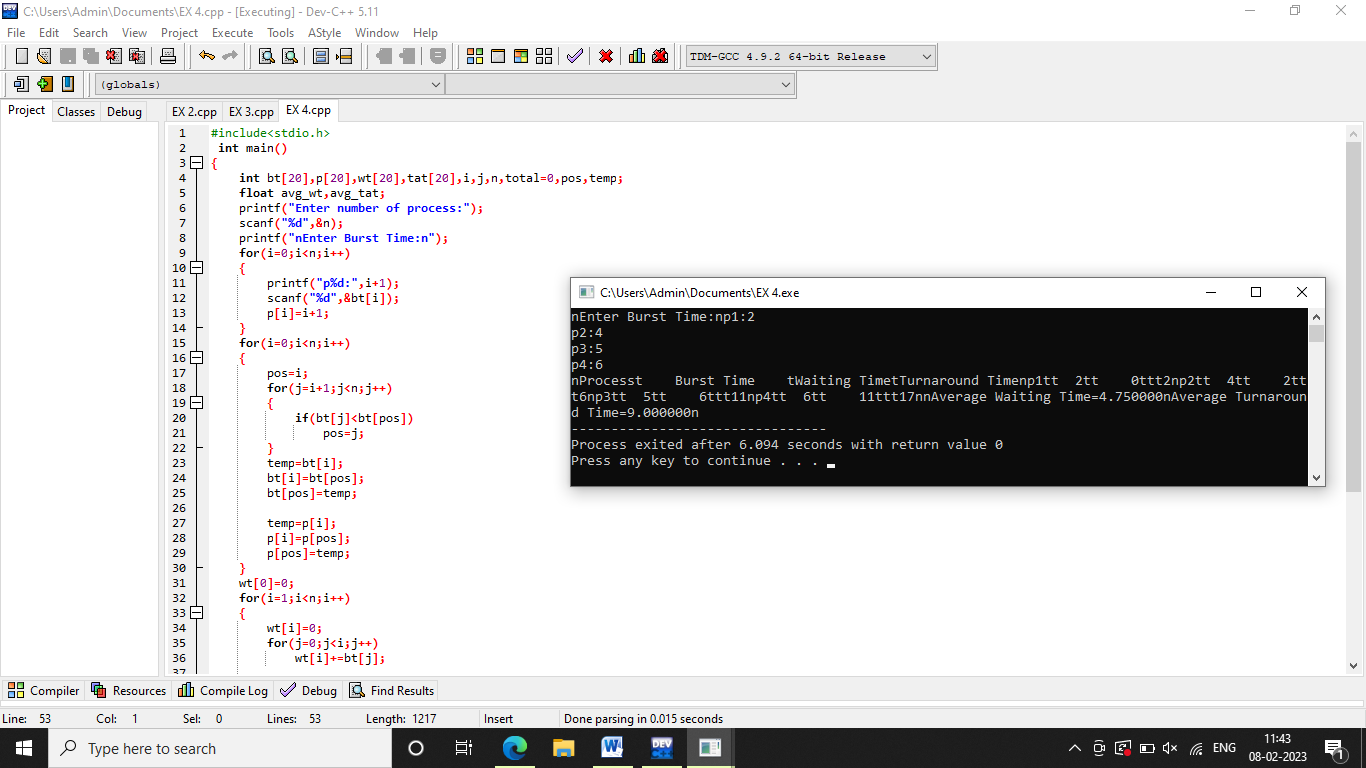 C:\Users\Admin\Documents\EX 4.cpp - [Executing] - Dev-C++ 5.11
File Edit Search View Project Execute Tools AStyle Window Help
TDM-GCC 4.9.2 64-bit Release
(globals)
Project Classes Debug EX 2.cpp EX 3.cpp EX 4.cpp
1 #include<stdio.h>
2 int main()
3 {
4 int bt[20],p[20],wt[20],tat[20],i,j,n,total=0,pos,temp;
5 float avg_wt,avg_tat;
6 printf("Enter number of process:");
7 scanf("%d",&n);
8 printf("nEnter Burst Time:n");
9 for(i=0;i<n;i++)
10 {
11 printf("p%d:",i+1);
12 scanf("%d",&bt[i]);
13 p[i]=i+1;
14 }
15 for(i=0;i<n;i++)
16 {
17 pos=i;
18 for(j=i+1;j<n;j++)
19 {
20 if(bt[j]<bt[pos])
21 pos=j;
22 }
23 temp=bt[i];
24 bt[i]=bt[pos];
25 bt[pos]=temp;
26
27 temp=p[i];
28 p[i]=p[pos];
29 p[pos]=temp;
30 }
31 wt[0]=0;
32 for(i=1;i<n;i++)
33 {
34 wt[i]=0;
35 for(j=0;j<i;j++)
36 wt[i]+=bt[j];
37
C:\Users\Admin\Documents\EX 4.exe
nEnter Burst Time:np1:2
p2:4
p3:5
p4:6
nProcesst    Burst Time    tWaiting TimetTurnaround Timenp1tt  2tt    0ttt2np2tt  4tt    2tt
t6np3tt  5tt    6ttt11np4tt  6tt    11ttt17nnAverage Waiting Time=4.750000nAverage Turnaroun
d Time=9.000000n
--------------------------------
Process exited after 6.094 seconds with return value 0
Press any key to continue . . .
Compiler Resources Compile Log Debug Find Results
Line: 53 Col: 1 Sel: 0 Lines: 53 Length: 1217 Insert Done parsing in 0.015 seconds
Type here to search
ENG
11:43
08-02-2023
1